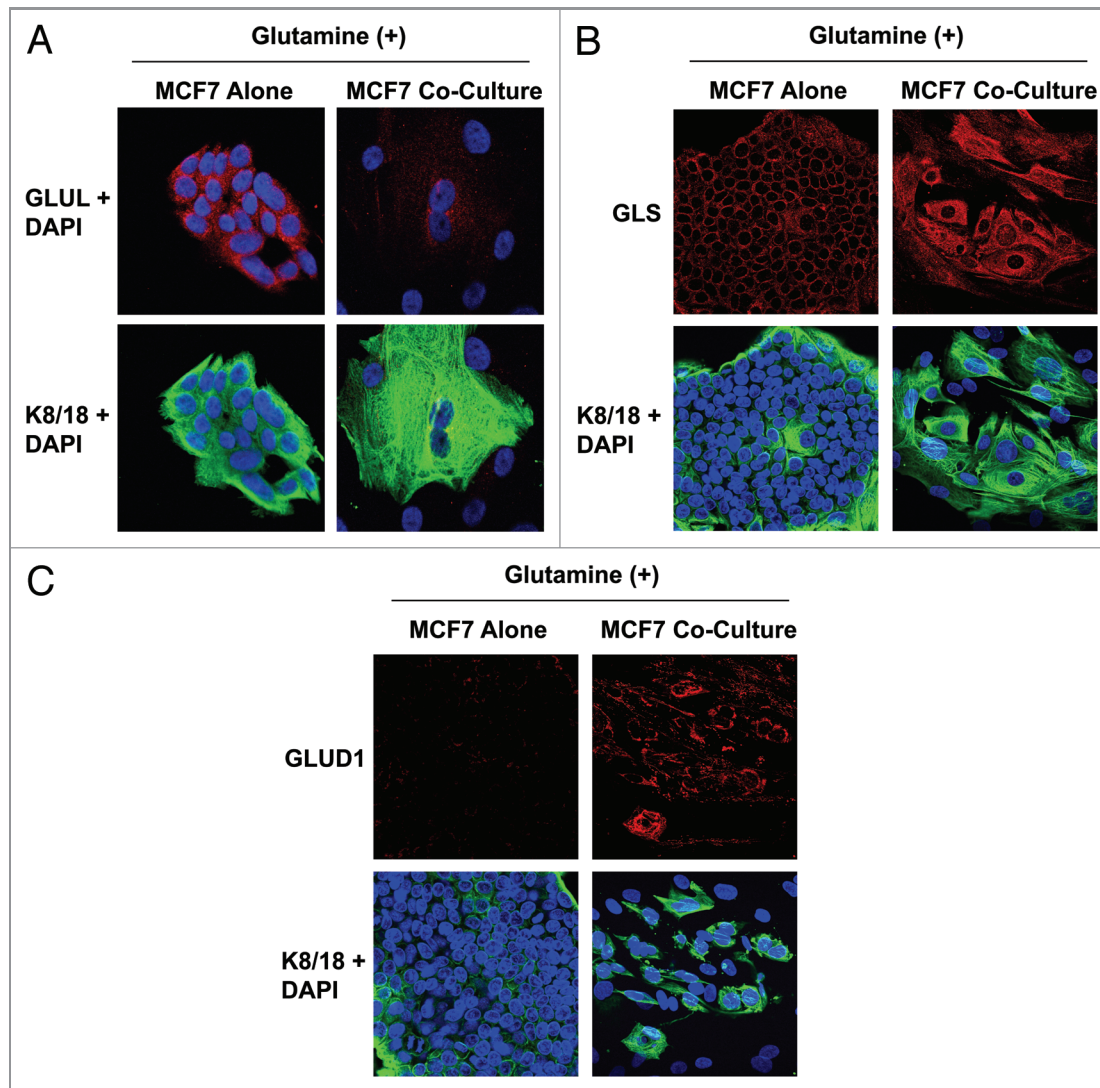 A
Glutamine (+)
MCF7 Alone
MCF7 Co-Culture
GLUL +
DAPI
K8/18 +
DAPI
B
Glutamine (+)
MCF7 Alone
MCF7 Co-Culture
GLS
K8/18 +
DAPI
C
Glutamine (+)
MCF7 Alone
MCF7 Co-Culture
GLUD1
K8/18 +
DAPI